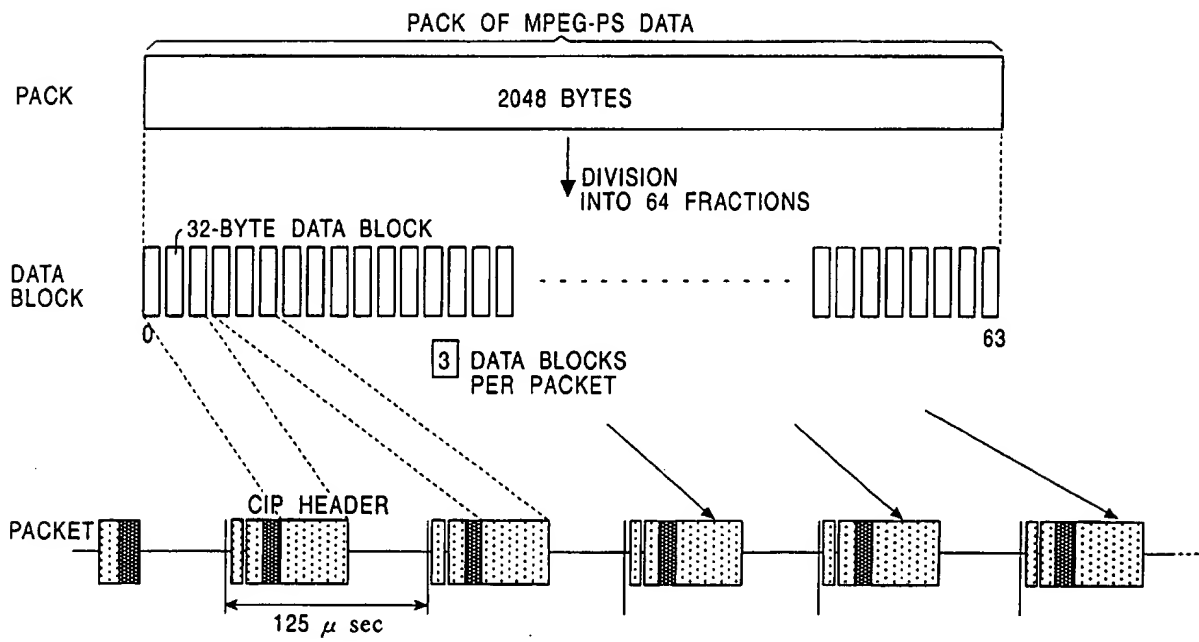 PACK OF MPEG-PS DATA
PACK
2048 BYTES
DIVISION
INTO 64 FRACTIONS
32-BYTE DATA BLOCK
DATA
BLOCK
0
63
3 DATA BLOCKS
PER PACKET
CIP HEADER
PACKET
125 μ sec